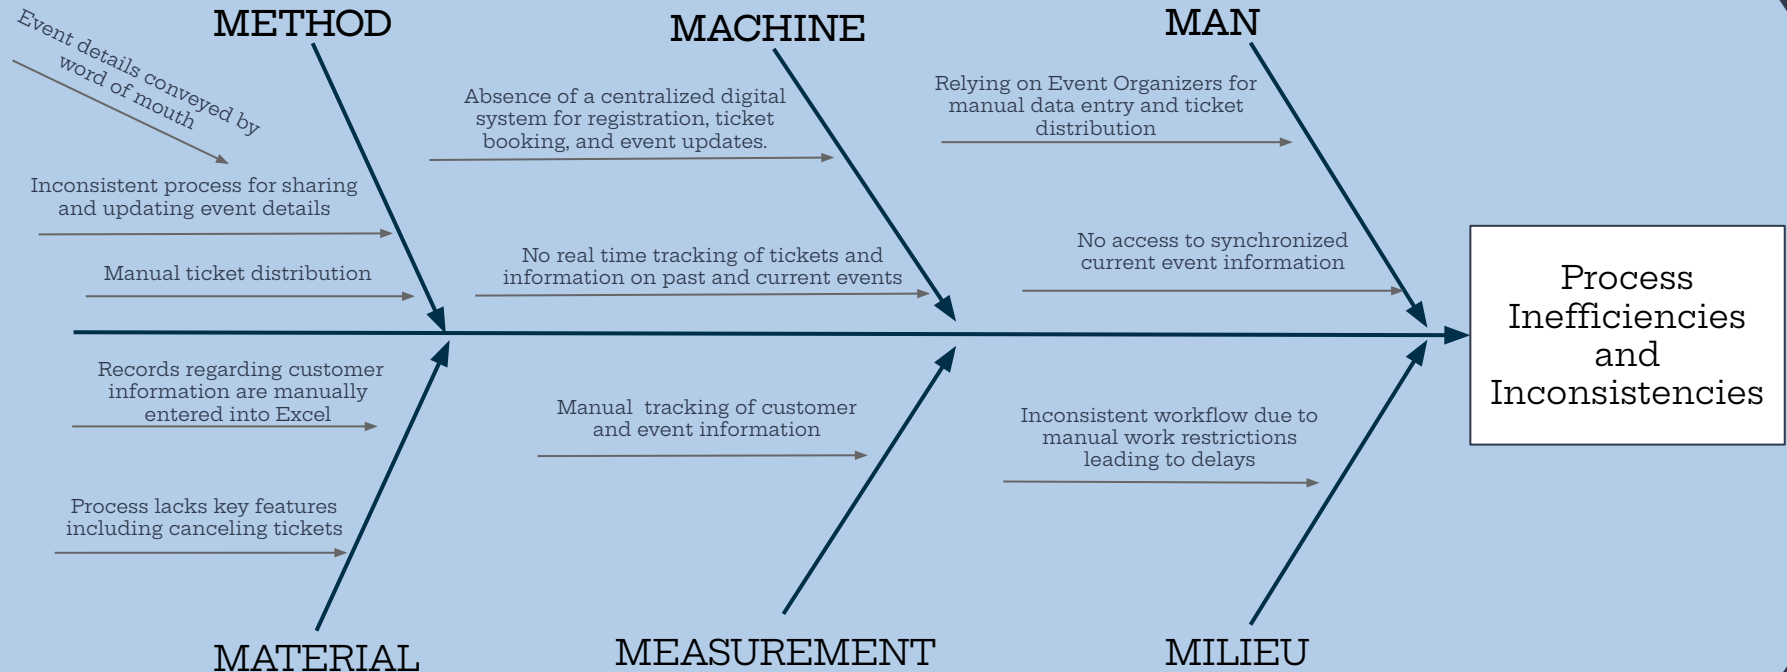 METHOD
MACHINE
MAN
Event details conveyed by
word of mouth
Inconsistent process for sharing
and updating event details
Manual ticket distribution
Absence of a centralized digital
system for registration, ticket
booking, and event updates.
No real time tracking of tickets and
information on past and current events
Relying on Event Organizers for
manual data entry and ticket
distribution
No access to synchronized
current event information
Process
Inefficiencies
and
Inconsistencies
Records regarding customer
information are manually
entered into Excel
Process lacks key features
including canceling tickets
Manual tracking of customer
and event information
Inconsistent workflow due to
manual work restrictions
leading to delays
MATERIAL
MEASUREMENT
MILIEU